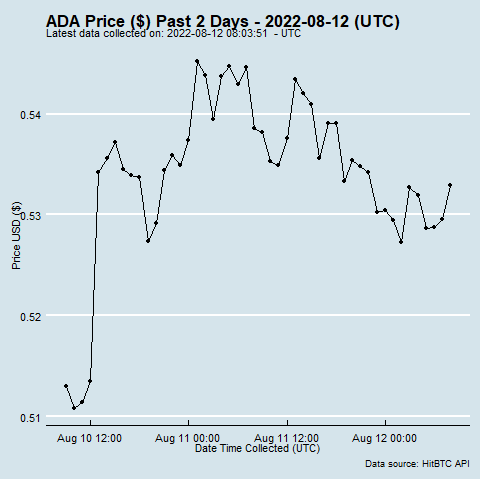 ADA Price ($) Past 2 Days - 2022-08-12 (UTC)
Latest data collected on: 2022-08-12 08:03:51  - UTC
0.54
0.53
0.52
0.51
Price USD ($)
Aug 10 12:00
Aug 11 00:00
Aug 11 12:00
Aug 12 00:00
Date Time Collected (UTC)
Data source: HitBTC API